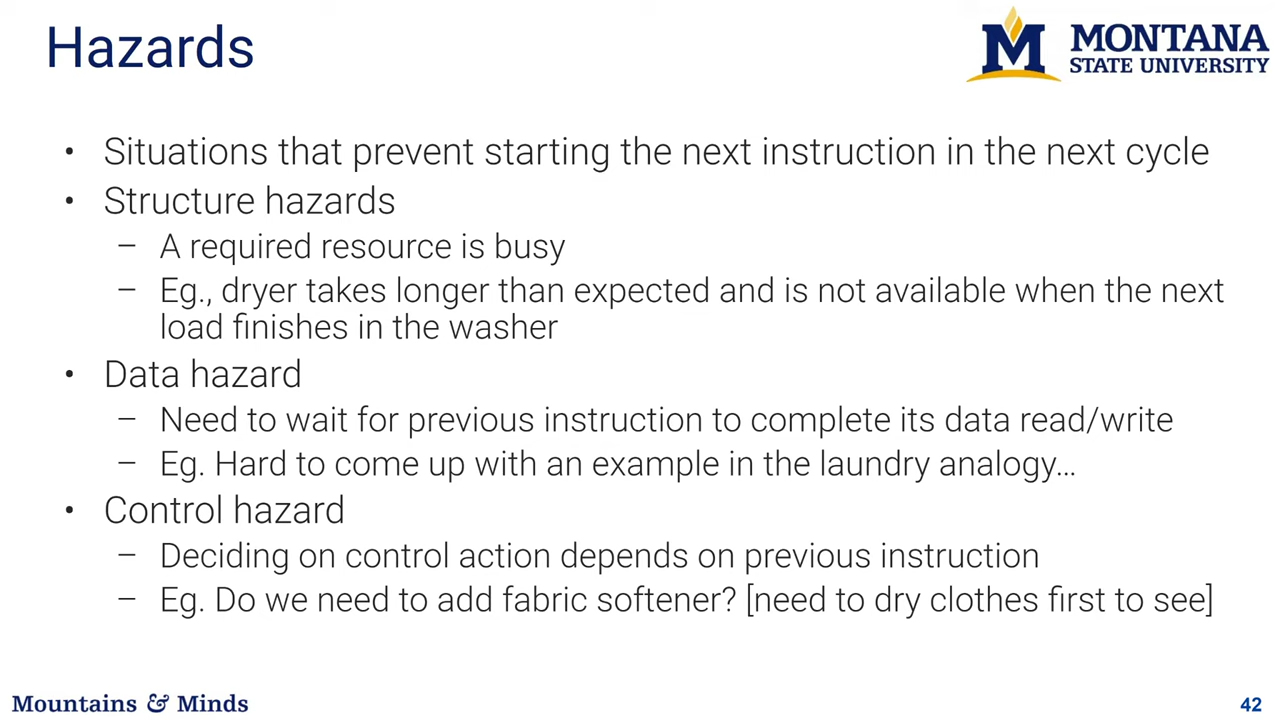 Hazards
MONTANA
STATE UNIVERSITY
• Situations that prevent starting the next instruction in the next cycle
• Structure hazards
– A required resource is busy
– Eg., dryer takes longer than expected and is not available when the next
load finishes in the washer
• Data hazard
– Need to wait for previous instruction to complete its data read/write
– Eg. Hard to come up with an example in the laundry analogy…
• Control hazard
– Deciding on control action depends on previous instruction
– Eg. Do we need to add fabric softener? [need to dry clothes first to see]
Mountains & Minds
42